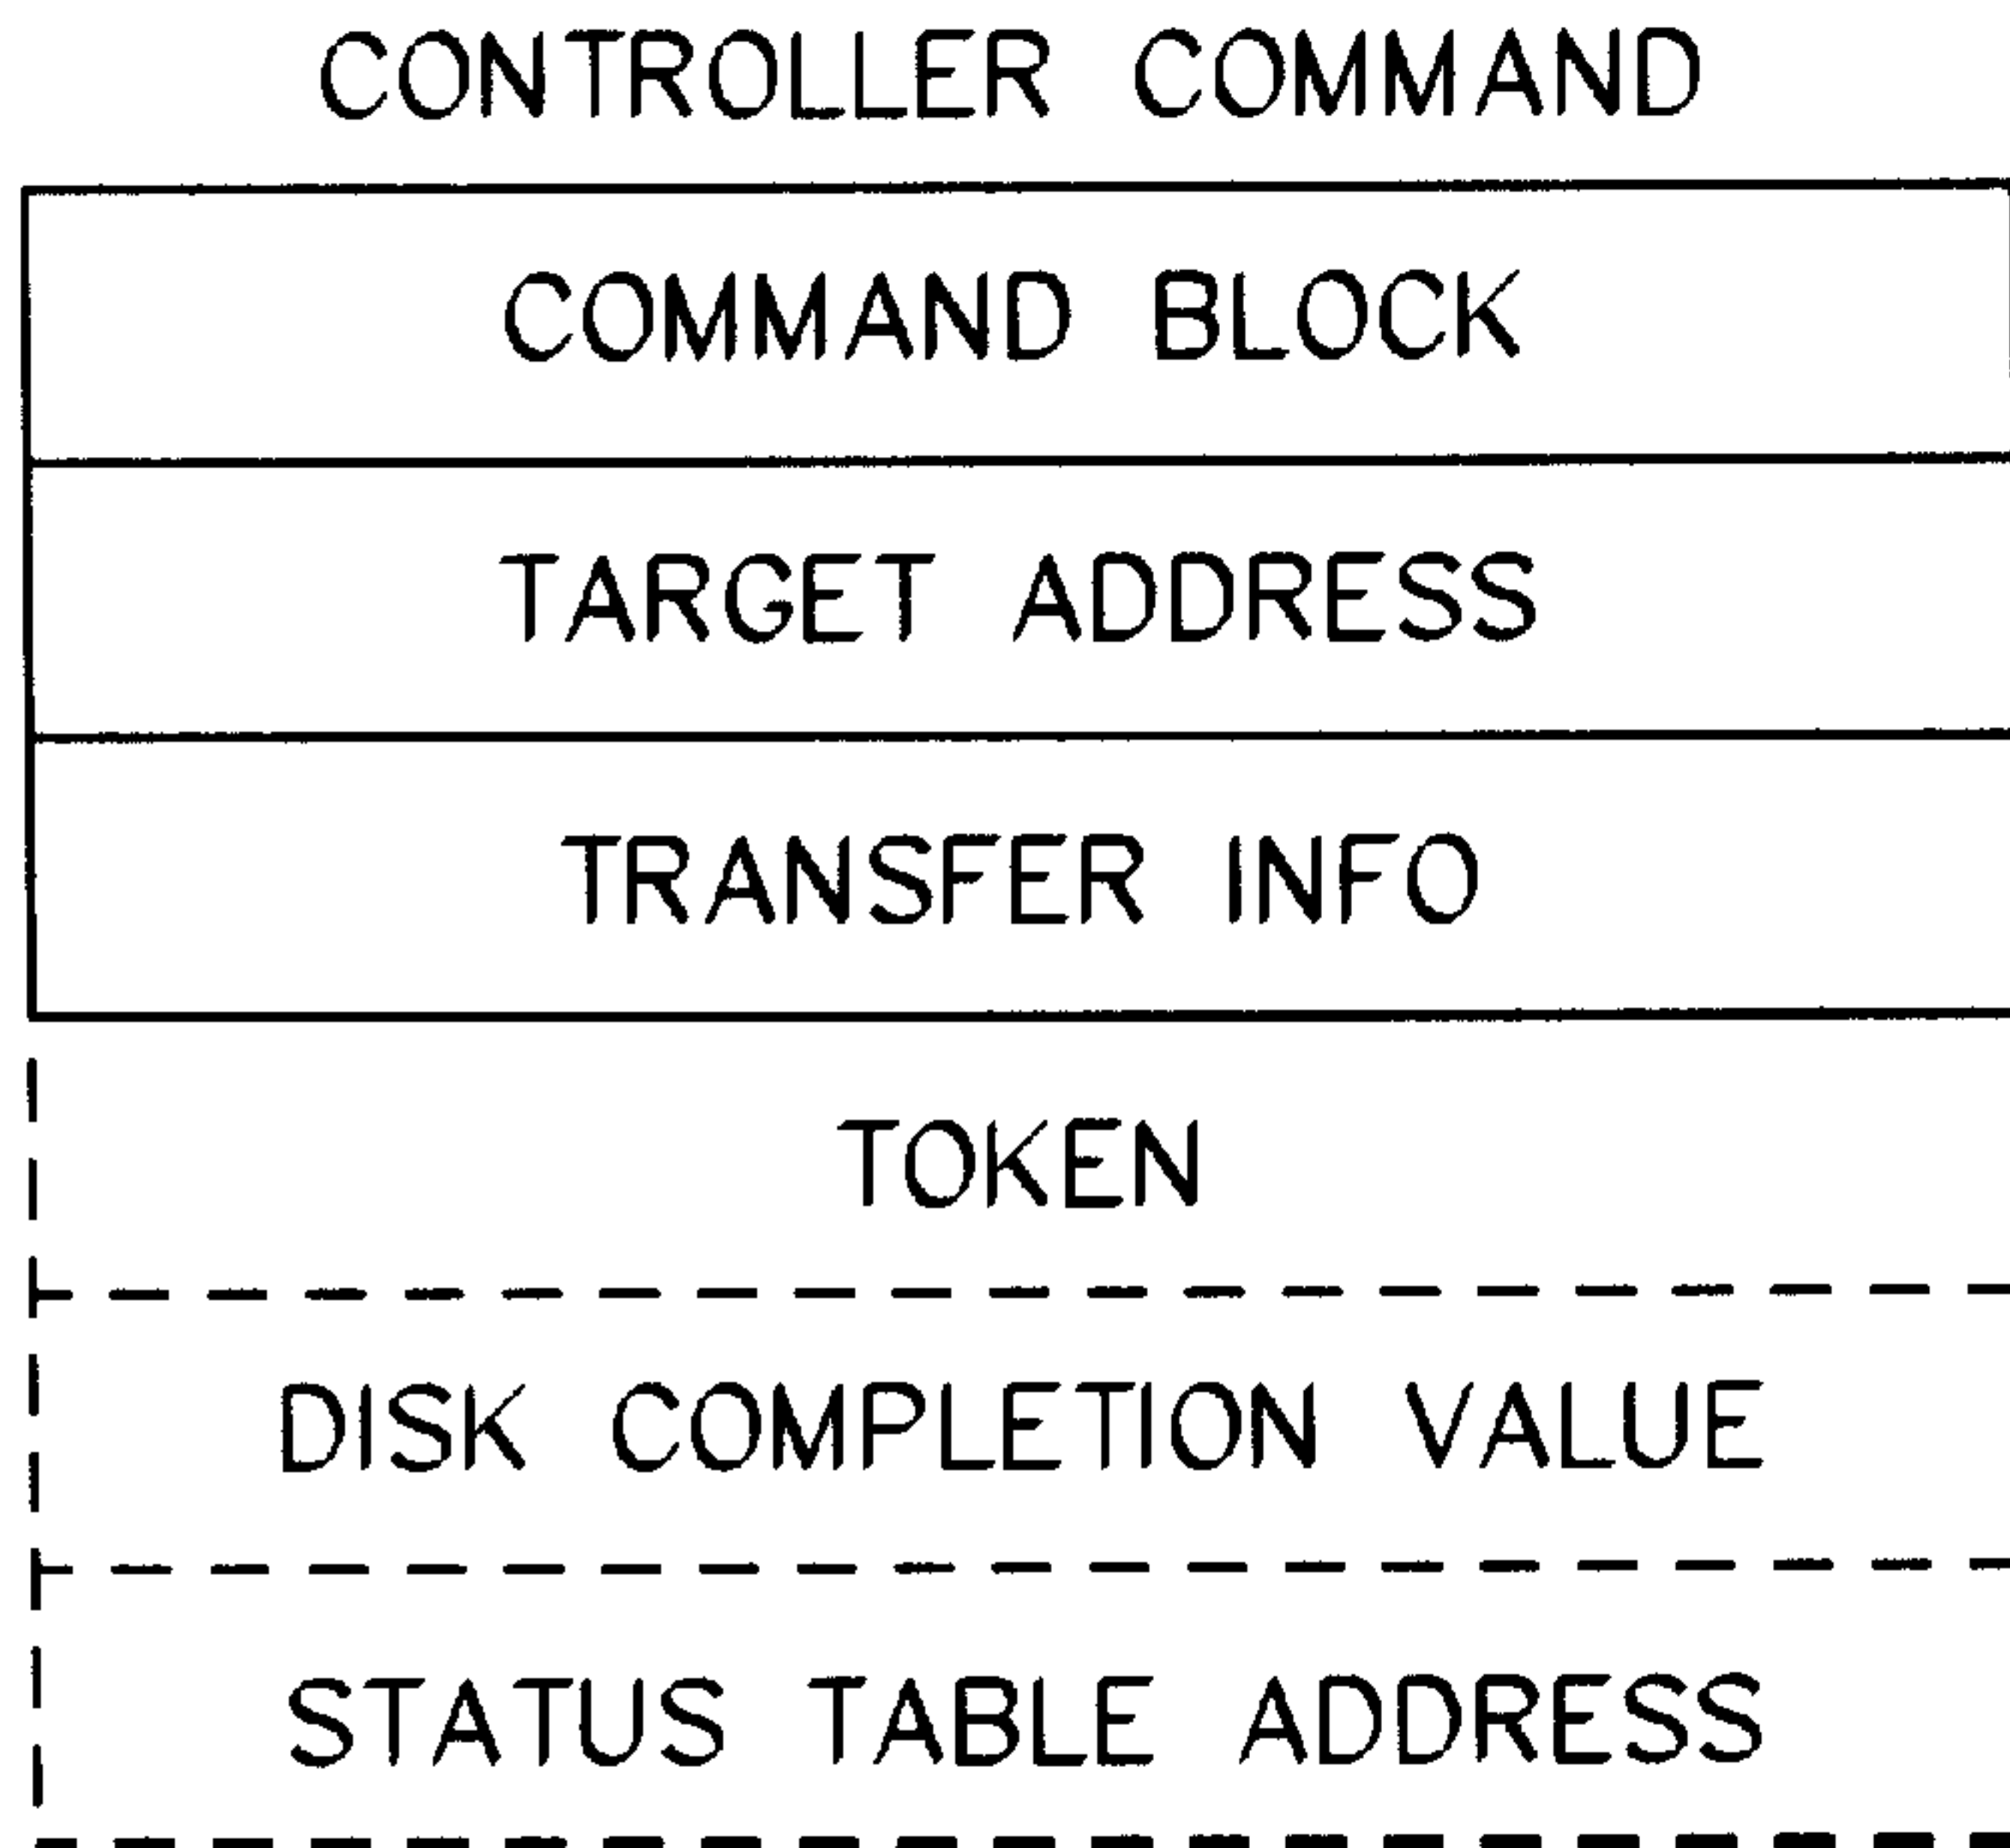 CONTROLLER COMMAND
COMMAND BLOCK
TARGET ADDRESS
TRANSFER INFO
TOKEN
DISK COMPLETION VALUE
STATUS TABLE ADDRESS